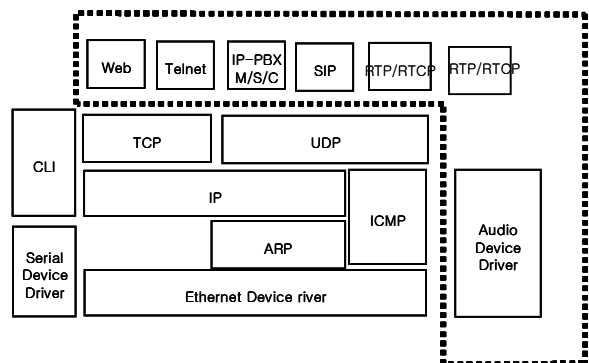 Web
Telnet
IP-PBX
M/S/C
SIP
RTP/RTCP
RTP/RTCP
CLI
TCP
UDP
IP
ICMP
ARP
Serial
Device
Driver
Ethernet Device river
Audio
Device
Driver